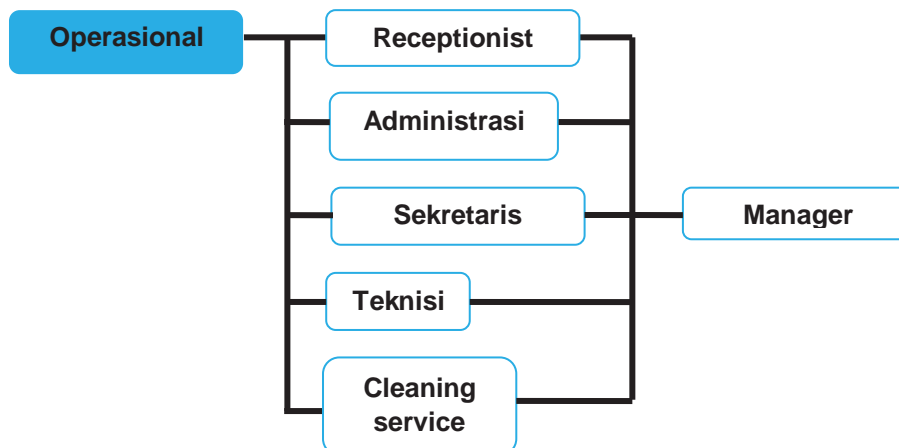 Operasional
Receptionist
Administrasi
Sekretaris
Manager
Teknisi
Cleaning
service